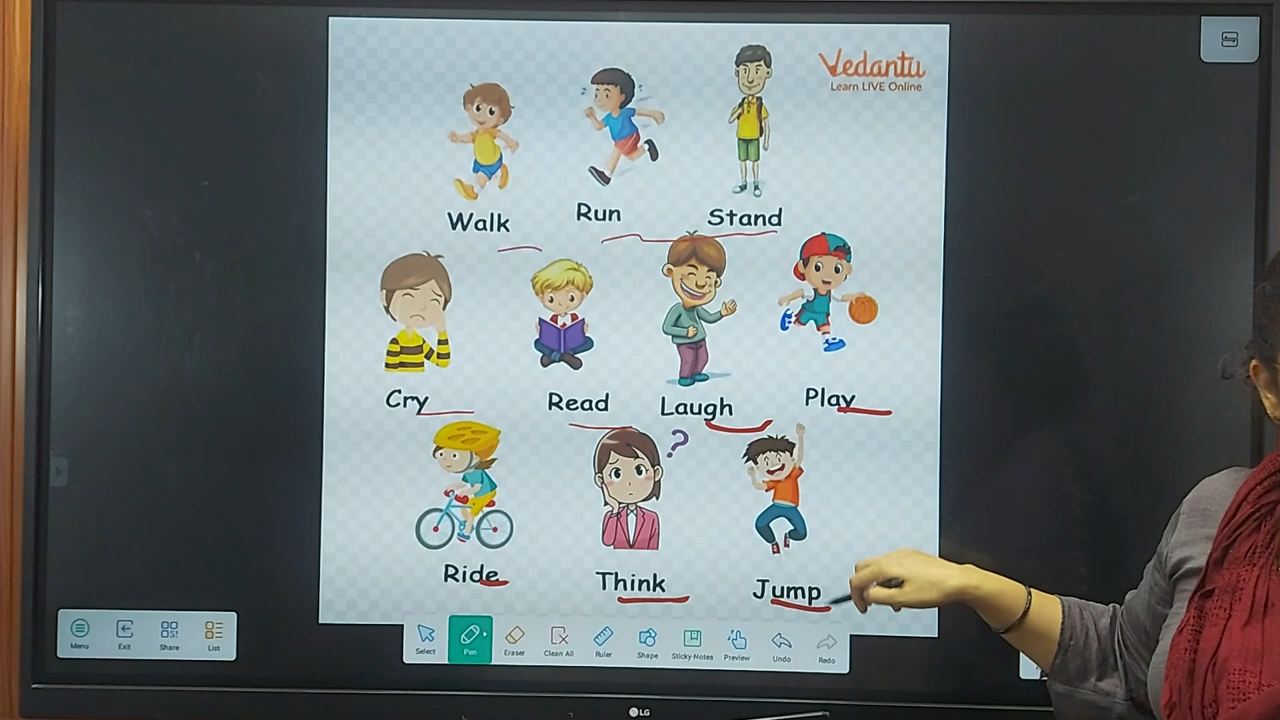 Vedantu
Learn LIVE Online
Walk Run Stand
Cry Read Laugh Play
?
Ride Think Jump
Menu Exit Share List
Select Pen Eraser Clean All Ruler Shape Sticky Notes Preview Undo Redo
LG